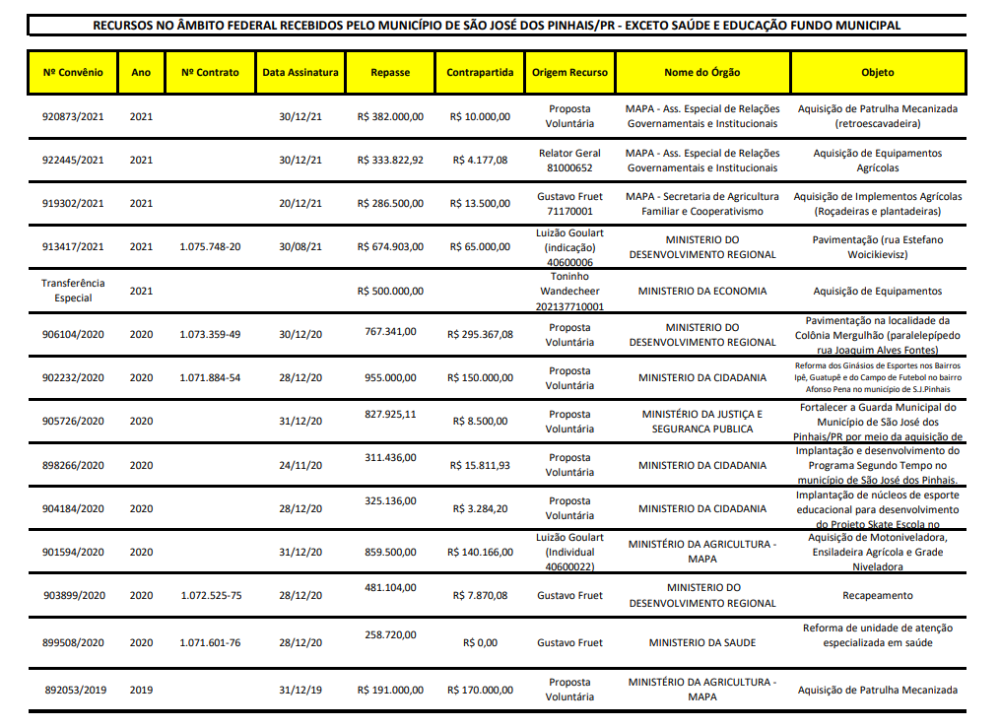 RECURSOS NO ÂMBITO FEDERAL RECEBIDOS PELO MUNICÍPIO DE SÃO JOSÉ DOS PINHAIS/PR - EXCETO SAÚDE E EDUCAÇÃO FUNDO MUNICIPAL
Nº Convênio Ano Nº Contrato Data Assinatura Repasse Contrapartida Origem Recurso Nome do Órgão Objeto
920873/2021 2021 30/12/21 R$ 382.000,00 R$ 10.000,00 Proposta Voluntária MAPA - Ass. Especial de Relações Governamentais e Institucionais Aquisição de Patrulha Mecanizada (retroescavadeira)
922445/2021 2021 30/12/21 R$ 333.822,92 R$ 4.177,08 Relator Geral 81000652 MAPA - Ass. Especial de Relações Governamentais e Institucionais Aquisição de Equipamentos Agrícolas
919302/2021 2021 20/12/21 R$ 286.500,00 R$ 13.500,00 Gustavo Fruet 71170001 MAPA - Secretaria de Agricultura Familiar e Cooperativismo Aquisição de Implementos Agrícolas (Roçadeiras e plantadeiras)
913417/2021 2021 1.075.748-20 30/08/21 R$ 674.903,00 R$ 65.000,00 Luizão Goulart (indicação) 40600006 MINISTERIO DO DESENVOLVIMENTO REGIONAL Pavimentação (rua Estefano Woicikievisz)
Transferência Especial 2021 R$ 500.000,00 Toninho Wandecheer 202137710001 MINISTERIO DA ECONOMIA Aquisição de Equipamentos
906104/2020 2020 1.073.359-49 30/12/20 767.341,00 R$ 295.367,08 Proposta Voluntária MINISTERIO DO DESENVOLVIMENTO REGIONAL Pavimentação na localidade da Colônia Mergulhão (paralelepípedo rua Joaquim Alves Fontes)
902232/2020 2020 1.071.884-54 28/12/20 955.000,00 R$ 150.000,00 Proposta Voluntária MINISTERIO DA CIDADANIA Reforma dos Ginásios de Esportes nos Bairros Ipê, Guatupê e do Campo de Futebol no bairro Afonso Pena no município de S.J.Pinhais
905726/2020 2020 31/12/20 827.925,11 R$ 8.500,00 Proposta Voluntária MINISTÉRIO DA JUSTIÇA E SEGURANCA PUBLICA Fortalecer a Guarda Municipal do Município de São José dos Pinhais/PR por meio da aquisição de
898266/2020 2020 24/11/20 311.436,00 R$ 15.811,93 Proposta Voluntária MINISTERIO DA CIDADANIA Implantação e desenvolvimento do Programa Segundo Tempo no município de São José dos Pinhais.
904184/2020 2020 28/12/20 325.136,00 R$ 3.284,20 Proposta Voluntária MINISTERIO DA CIDADANIA Implantação de núcleos de esporte educacional para desenvolvimento do Projeto Skate Escola no
901594/2020 2020 31/12/20 859.500,00 R$ 140.166,00 Luizão Goulart (Individual 40600022) MINISTÉRIO DA AGRICULTURA - MAPA Aquisição de Motoniveladora, Ensiladeira Agrícola e Grade Niveladora
903899/2020 2020 1.072.525-75 28/12/20 481.104,00 R$ 7.870,08 Gustavo Fruet MINISTERIO DO DESENVOLVIMENTO REGIONAL Recapeamento
899508/2020 2020 1.071.601-76 28/12/20 258.720,00 R$ 0,00 Gustavo Fruet MINISTERIO DA SAUDE Reforma de unidade de atenção especializada em saúde
892053/2019 2019 31/12/19 R$ 191.000,00 R$ 170.000,00 Proposta Voluntária MINISTÉRIO DA AGRICULTURA - MAPA Aquisição de Patrulha Mecanizada